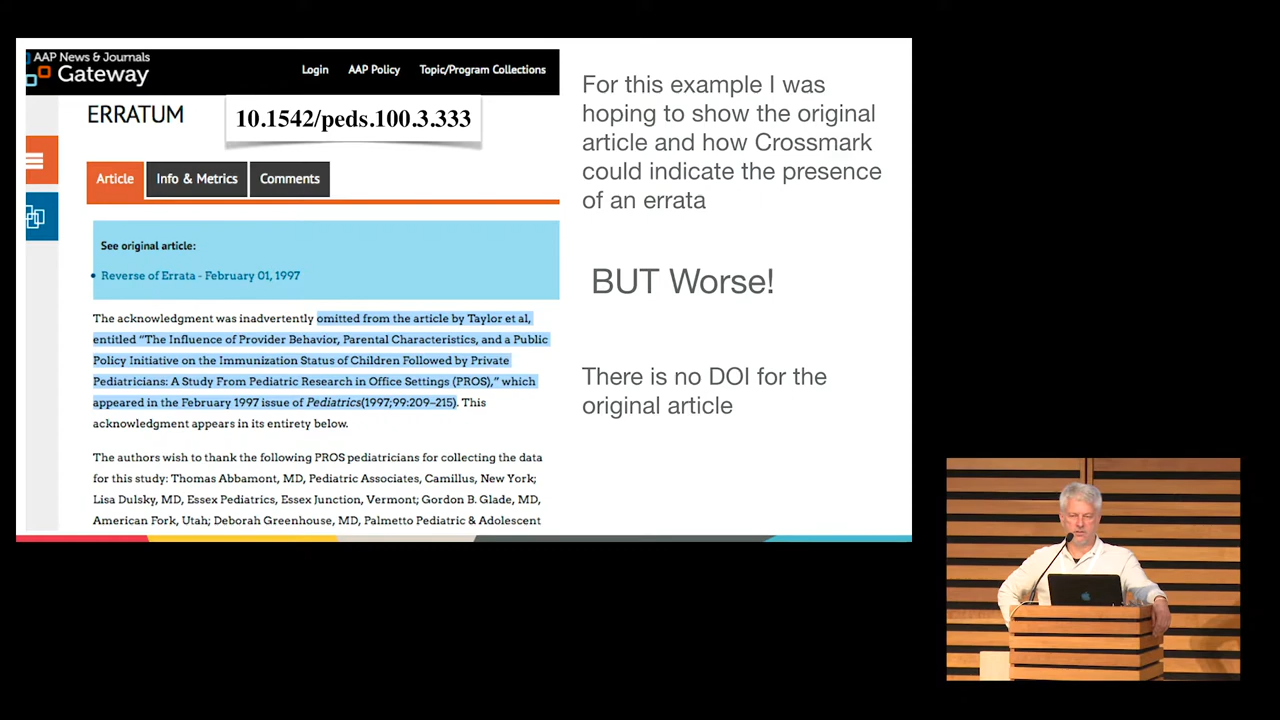 AAP News & Journals
Gateway
Login
AAP Policy
Topic/Program Collections
ERRATUM
10.1542/peds.100.3.333
Article
Info & Metrics
Comments
See original article:
• Reverse of Errata - February 01, 1997
The acknowledgment was inadvertently omitted from the article by Taylor et al,
entitled “The Influence of Provider Behavior, Parental Characteristics, and a Public
Policy Initiative on the Immunization Status of Children Followed by Private
Pediatricians: A Study From Pediatric Research in Office Settings (PROS),” which
appeared in the February 1997 issue of Pediatrics(1997;99:209–215). This
acknowledgment appears in its entirety below.
The authors wish to thank the following PROS pediatricians for collecting the data
for this study: Thomas Abbamont, MD, Pediatric Associates, Camillus, New York;
Lisa Dulsky, MD, Essex Pediatrics, Essex Junction, Vermont; Gordon B. Glade, MD,
American Fork, Utah; Deborah Greenhouse, MD, Palmetto Pediatric & Adolescent
For this example I was
hoping to show the original
article and how Crossmark
could indicate the presence
of an errata
BUT Worse!
There is no DOI for the
original article